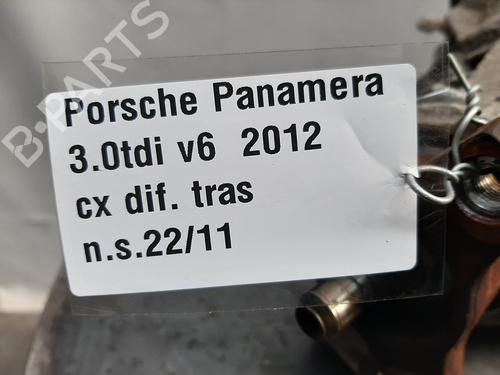 B-PARTS
Porsche Panamera
3.0tdi v6 2012
cx dif. tras
n.s.22/11